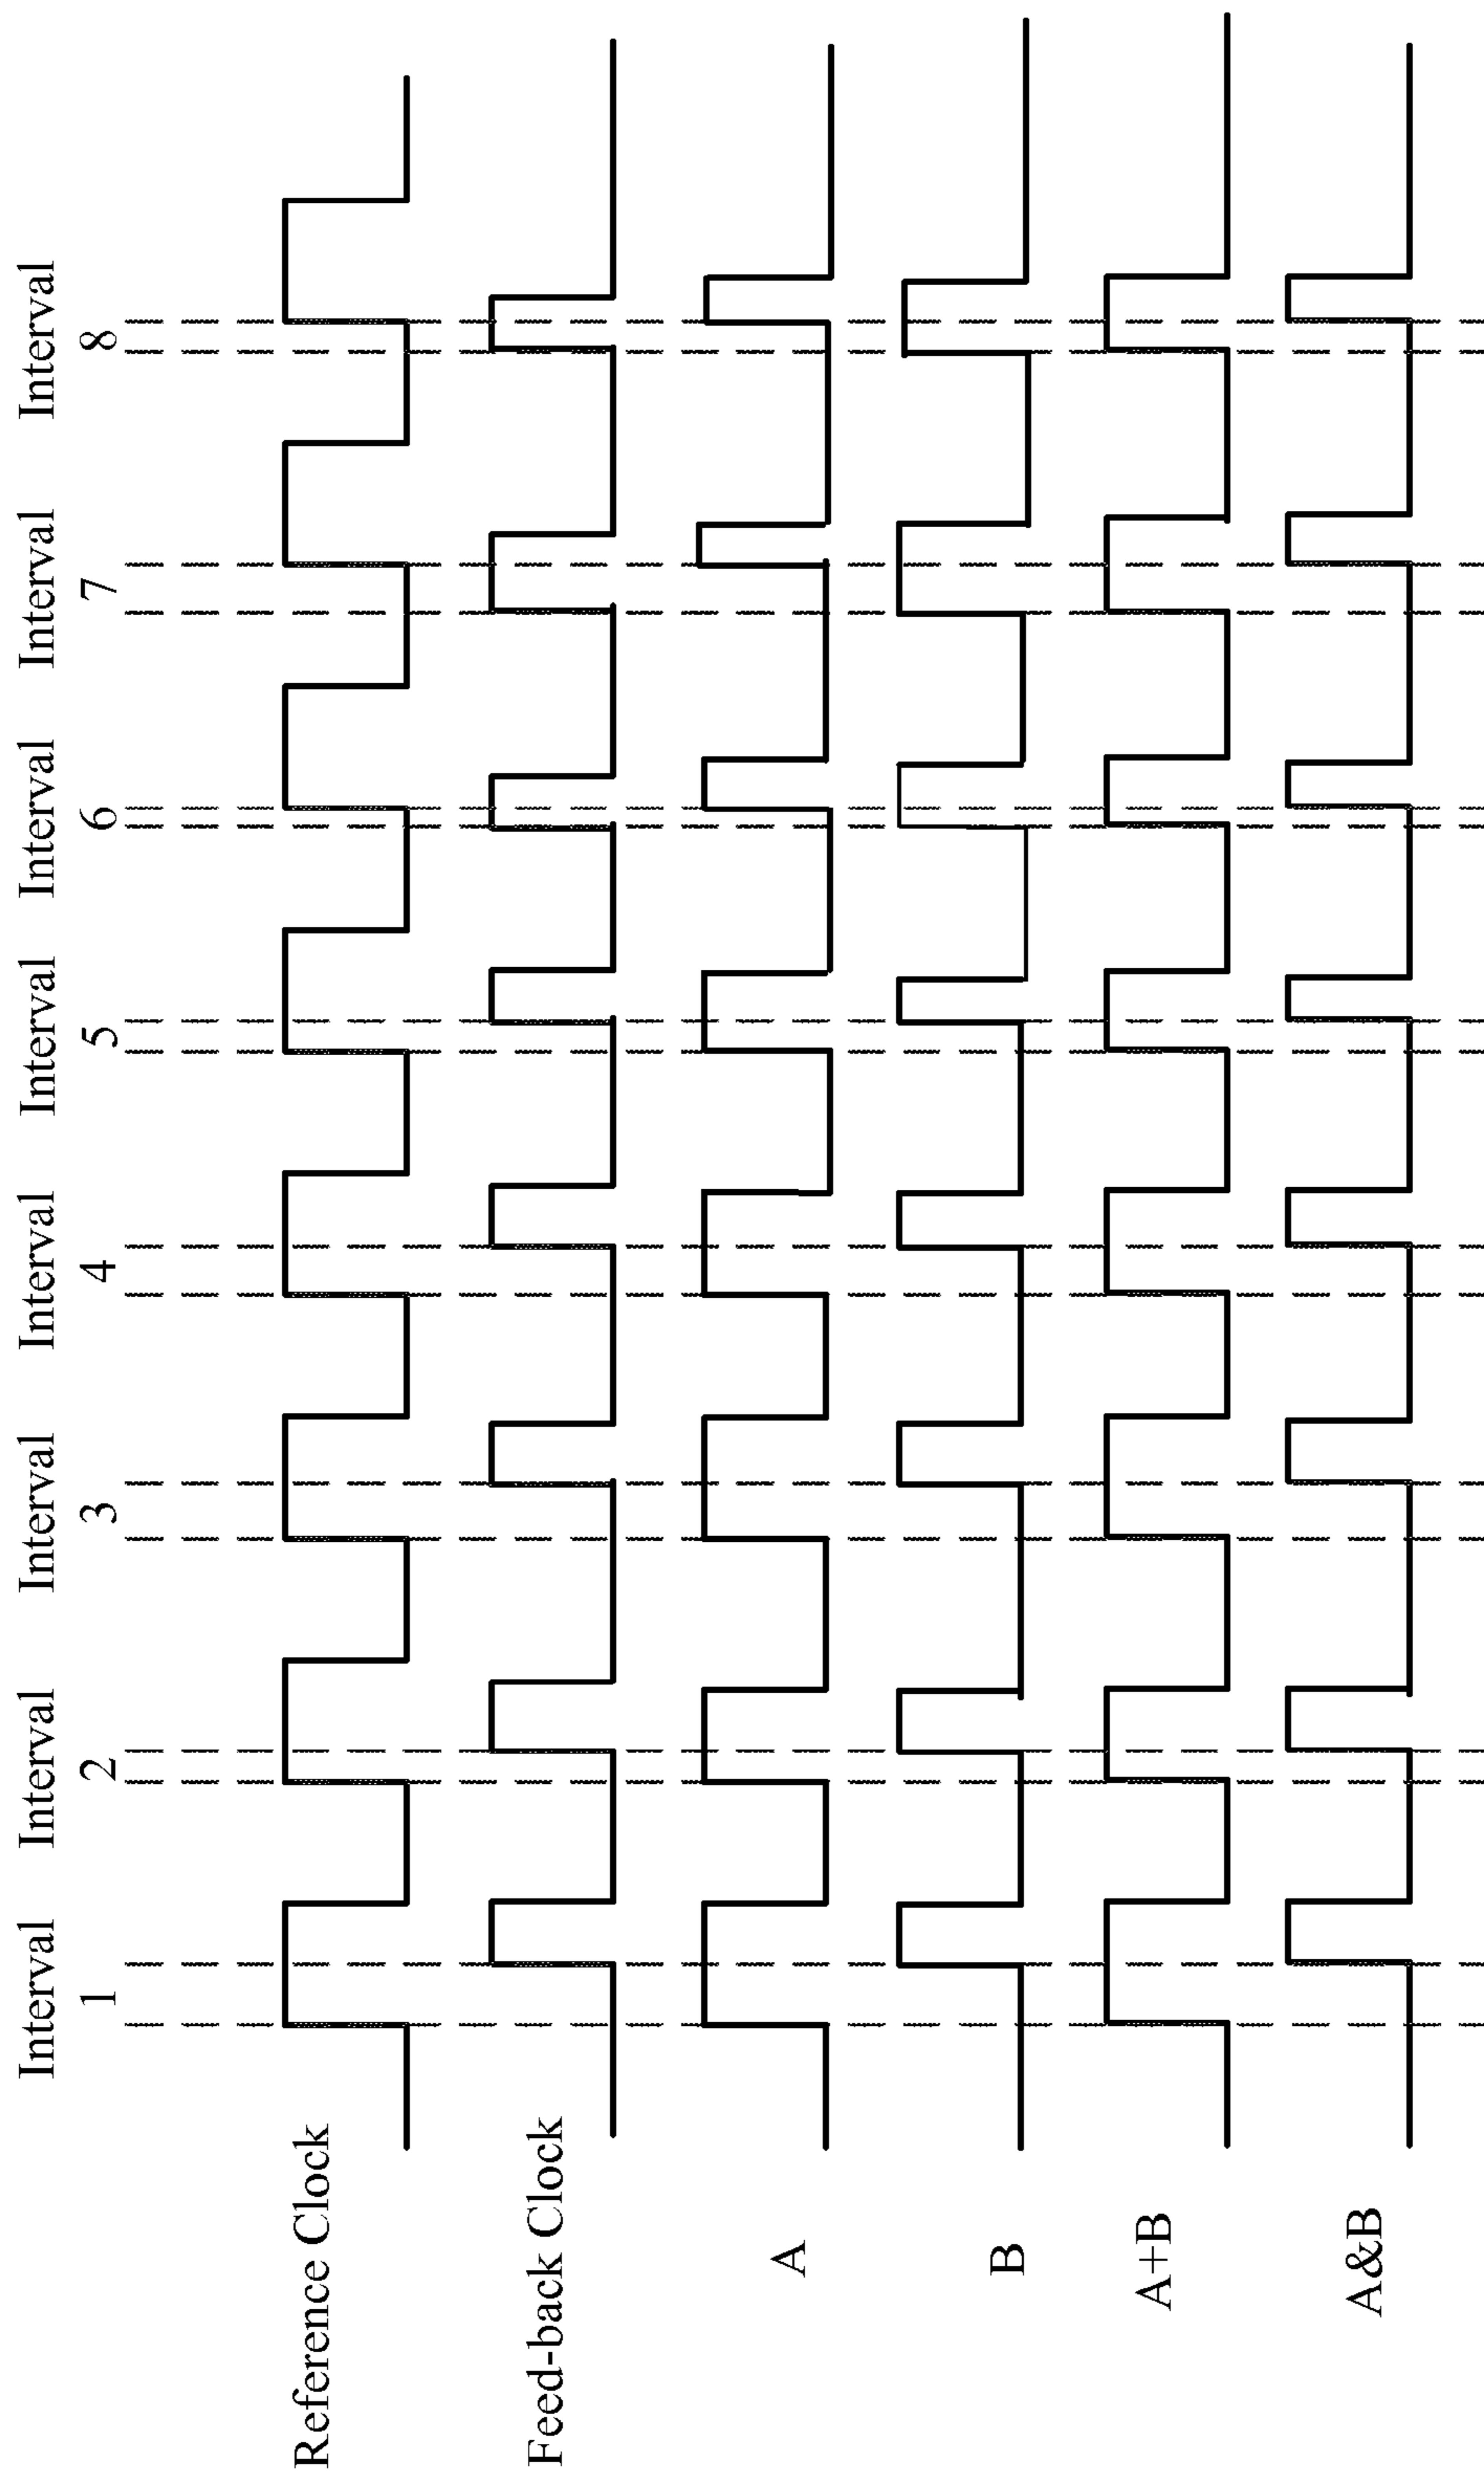 Interval Interval Interval Interval Interval Interval Interval Interval
1 2 3 4 5 6 7 8
Reference Clock
Feed-back Clock
A
B
A+B
A&B